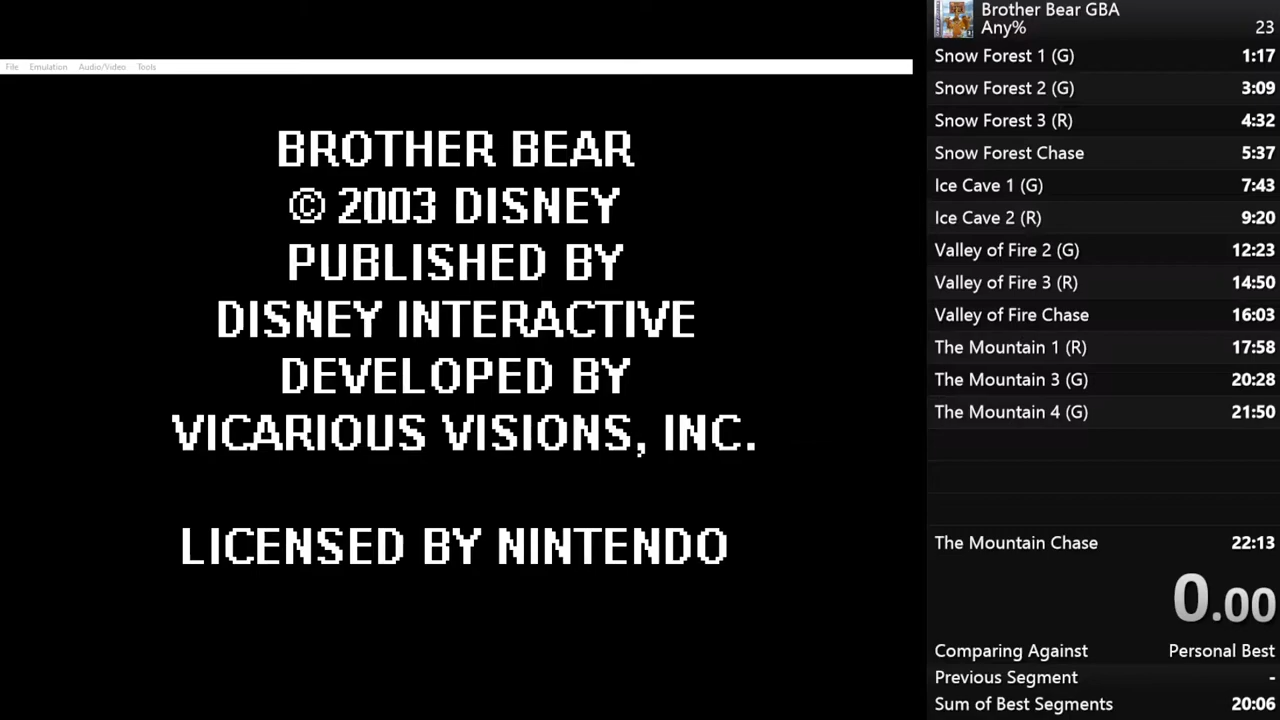 File Emulation Audio/Video Tools
BROTHER BEAR
© 2003 DISNEY
PUBLISHED BY
DISNEY INTERACTIVE
DEVELOPED BY
VICARIOUS VISIONS, INC.
LICENSED BY NINTENDO
Brother Bear GBA
Any% 23
Snow Forest 1 (G) 1:17
Snow Forest 2 (G) 3:09
Snow Forest 3 (R) 4:32
Snow Forest Chase 5:37
Ice Cave 1 (G) 7:43
Ice Cave 2 (R) 9:20
Valley of Fire 2 (G) 12:23
Valley of Fire 3 (R) 14:50
Valley of Fire Chase 16:03
The Mountain 1 (R) 17:58
The Mountain 3 (G) 20:28
The Mountain 4 (G) 21:50
The Mountain Chase 22:13
0.00
Comparing Against Personal Best
Previous Segment -
Sum of Best Segments 20:06